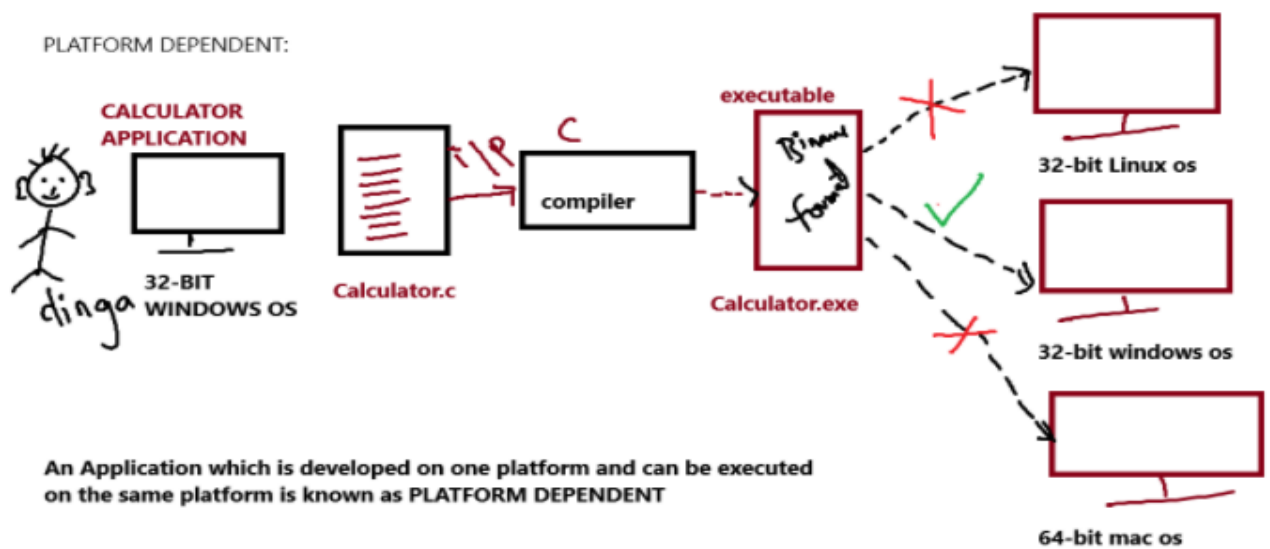 PLATFORM DEPENDENT:
CALCULATOR
APPLICATION
32-BIT
WINDOWS OS
dinga
Calculator.c
I/P
C
compiler
executable
Binary
format
Calculator.exe
32-bit Linux os
32-bit windows os
64-bit mac os
An Application which is developed on one platform and can be executed
on the same platform is known as PLATFORM DEPENDENT